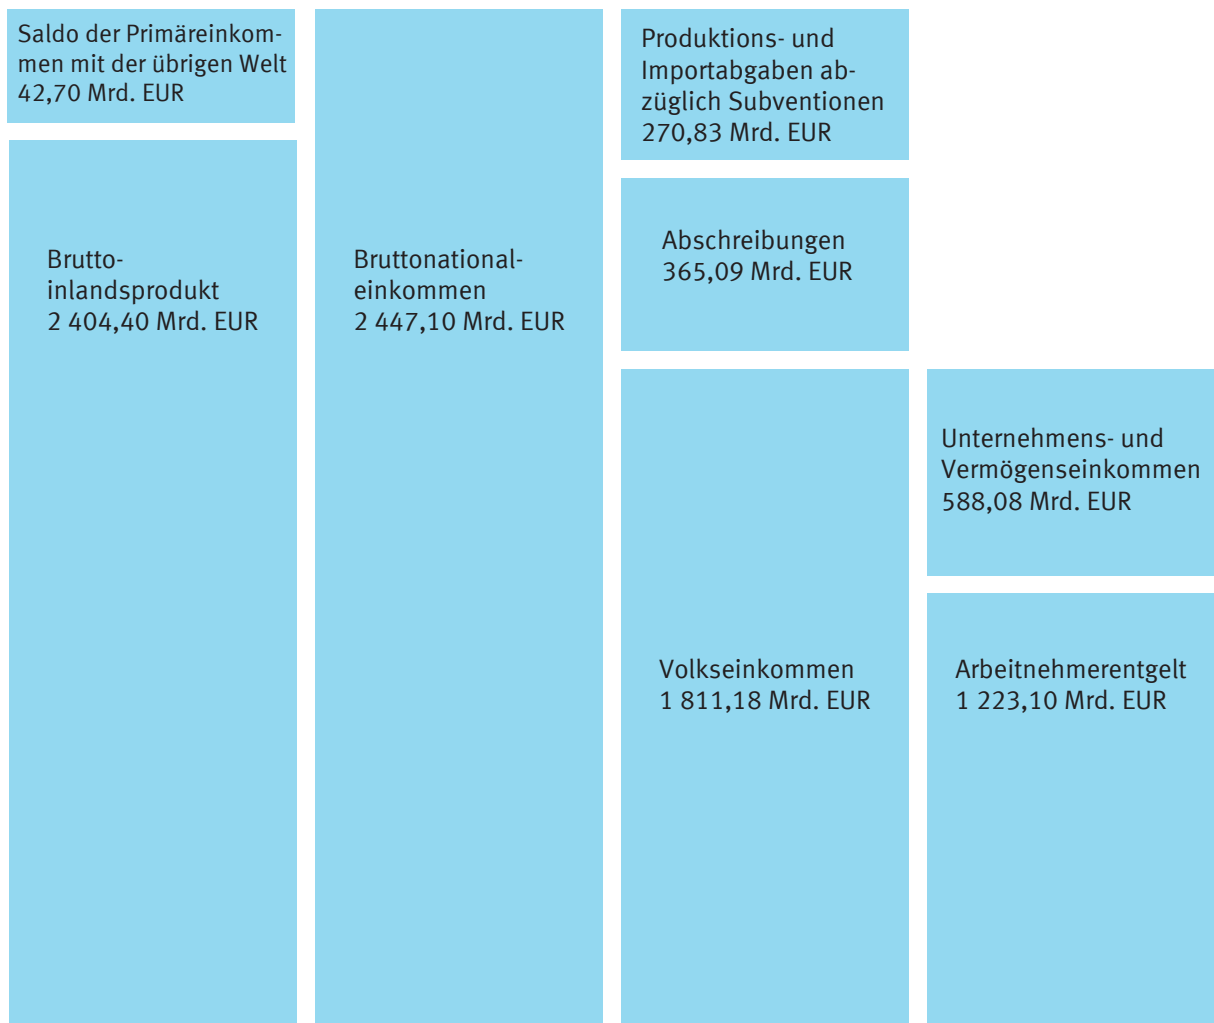 Saldo der Primäreinkom-
men mit der übrigen Welt
42,70 Mrd. EUR
Brutto-
inlandsprodukt
2 404,40 Mrd. EUR
Bruttonational-
einkommen
2 447,10 Mrd. EUR
Produktions- und
Importabgaben ab-
züglich Subventionen
270,83 Mrd. EUR
Abschreibungen
365,09 Mrd. EUR
Volkseinkommen
1 811,18 Mrd. EUR
Unternehmens- und
Vermögenseinkommen
588,08 Mrd. EUR
Arbeitnehmerentgelt
1 223,10 Mrd. EUR